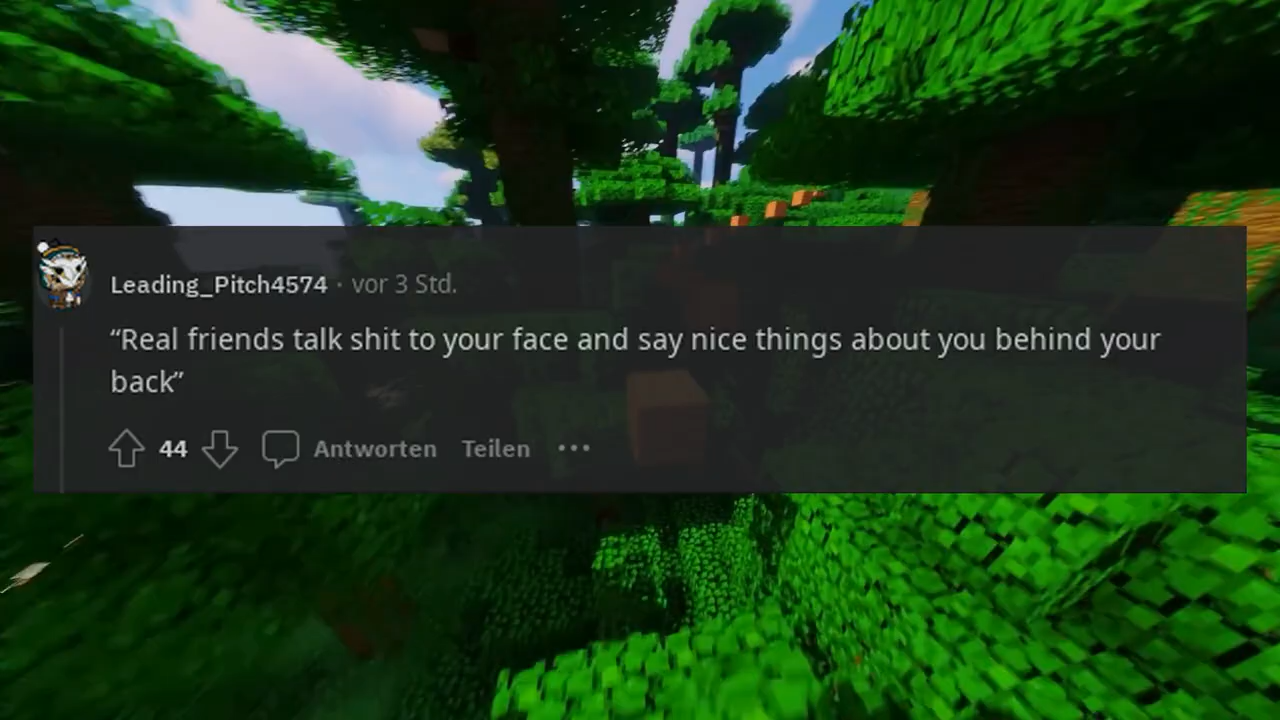 Leading_Pitch4574 · vor 3 Std.
“Real friends talk shit to your face and say nice things about you behind your
back”
44 Antworten Teilen ···